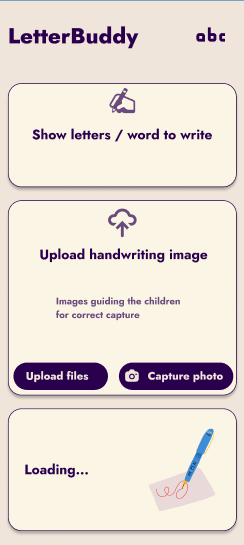 LetterBuddy
abc
Show letters / word to write
Upload handwriting image
Images guiding the children
for correct capture
Upload files
Capture photo
Loading...